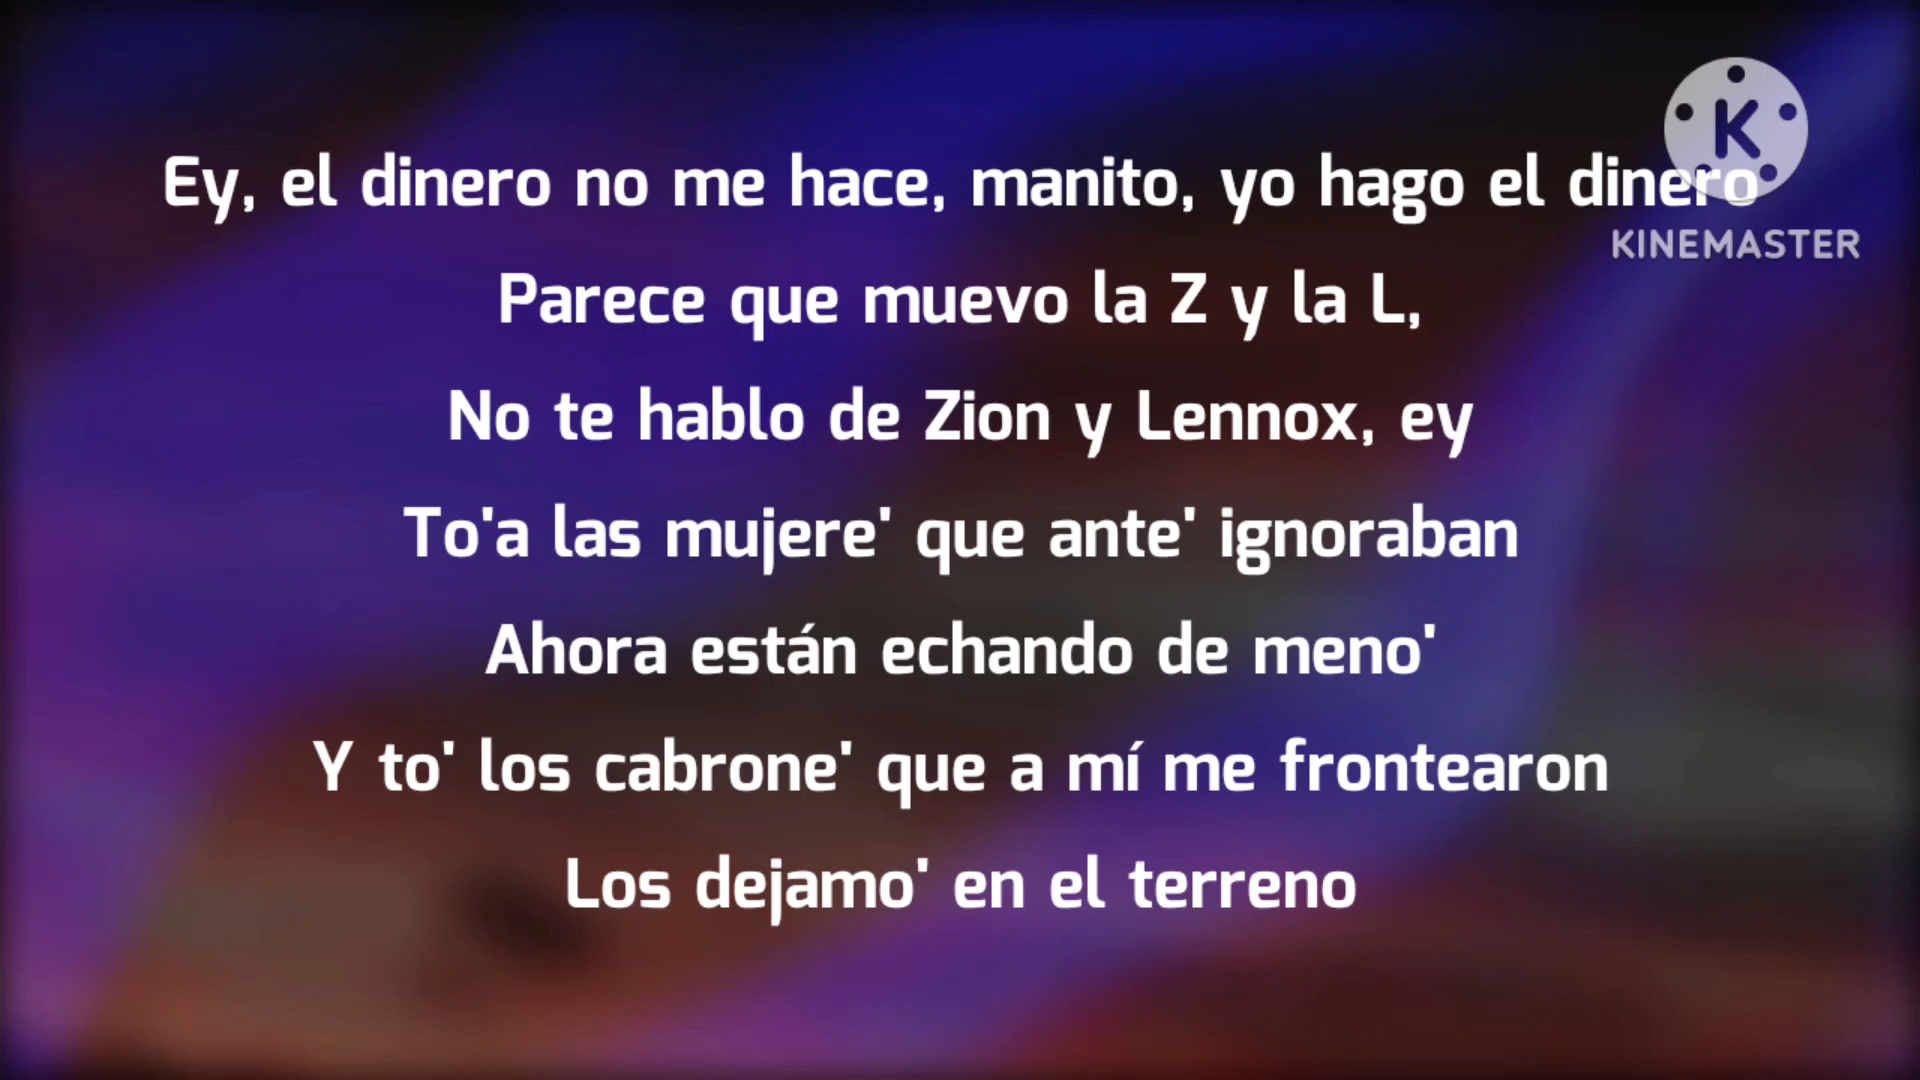 Ey, el dinero no me hace, manito, yo hago el dinero
K
KINEMASTER
Parece que muevo la Z y la L,
No te hablo de Zion y Lennox, ey
To'a las mujere' que ante' ignoraban
Ahora están echando de meno'
Y to' los cabrone' que a mí me frontearon
Los dejamo' en el terreno